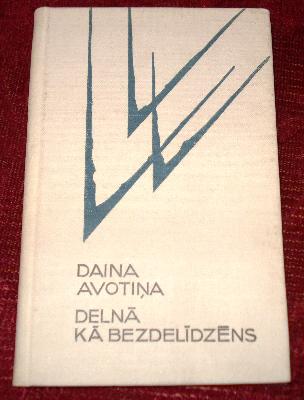 DAINA
AVOTIŅA
DELNĀ
KĀ BEZDELĪDZĒNS